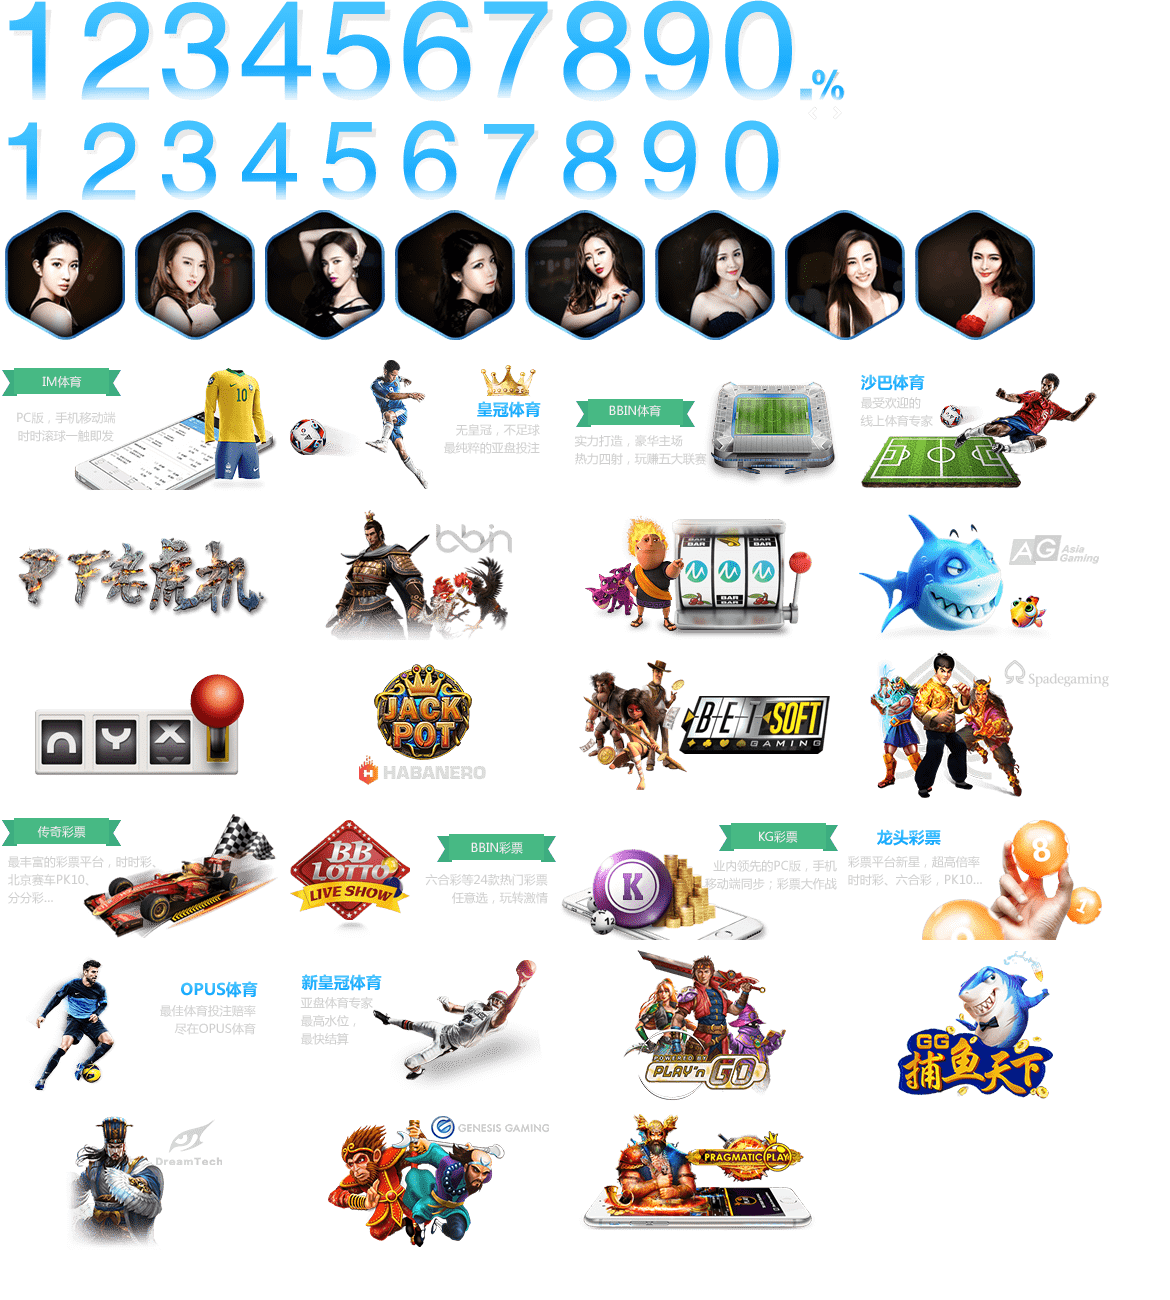 1234567890.%
1234567890
IM体育
PC版，手机移动端
时时滚球一触即发
10
皇冠体育
无皇冠，不足球
最纯粹的亚盘投注
BBIN体育
实力打造，豪华主场
热力四射，玩赚五大联赛
沙巴体育
最受欢迎的
线上体育专家
PT老虎机
bbin
BAR BAR
BAR
BAR
AG Asia
Gaming
NYX
JACK
POT
HABANERO
BETSOFT
GAMING
Spadegaming
传奇彩票
最丰富的彩票平台，时时彩、
北京赛车PK10、
分分彩...
BB
LOTTO
LIVE SHOW
BBIN彩票
六合彩等24款热门彩票
任意选，玩转激情
K
12
KG彩票
业内领先的PC版，手机
移动端同步；彩票大作战
龙头彩票
彩票平台新星，超高倍率
时时彩、六合彩，PK10...
8
1
OPUS体育
最佳体育投注赔率
尽在OPUS体育
新皇冠体育
亚盘体育专家
最高水位，
最快结算
POWERED BY
PLAY'n GO
GG
捕鱼天下
DreamTech
GENESIS GAMING
PRAGMATIC PLAY